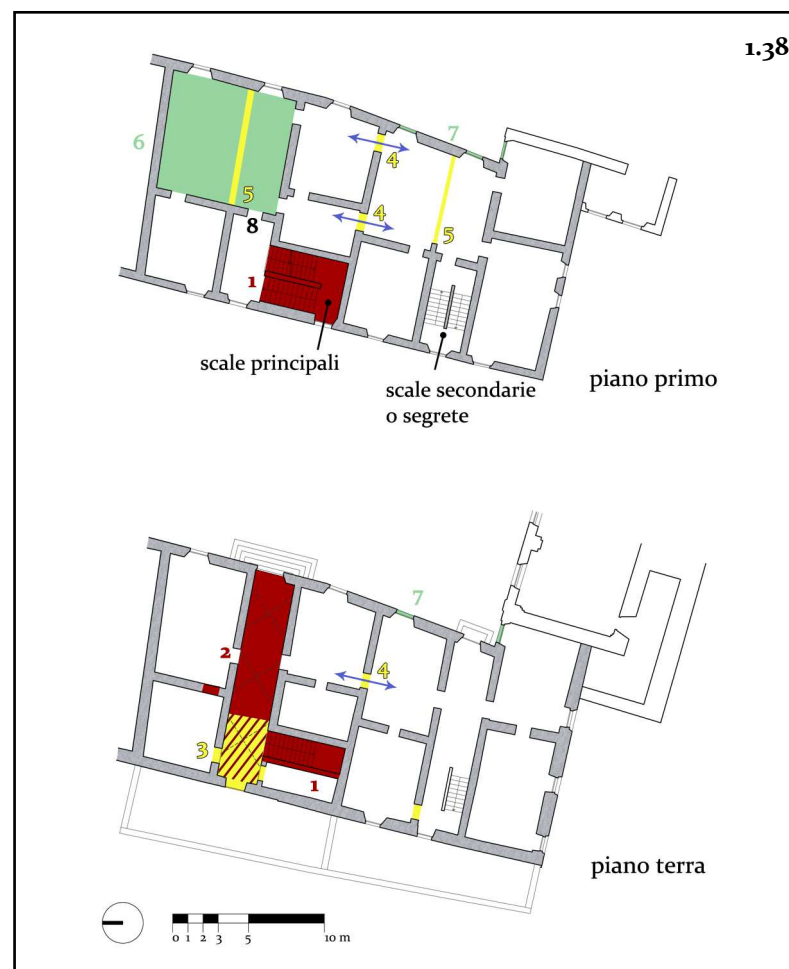 1.38
7
6
4
5
4
8
5
1
scale principali
scale secondarie
o segrete
piano primo
7
2
4
3
1
piano terra
0 1 2 3 5 10 m